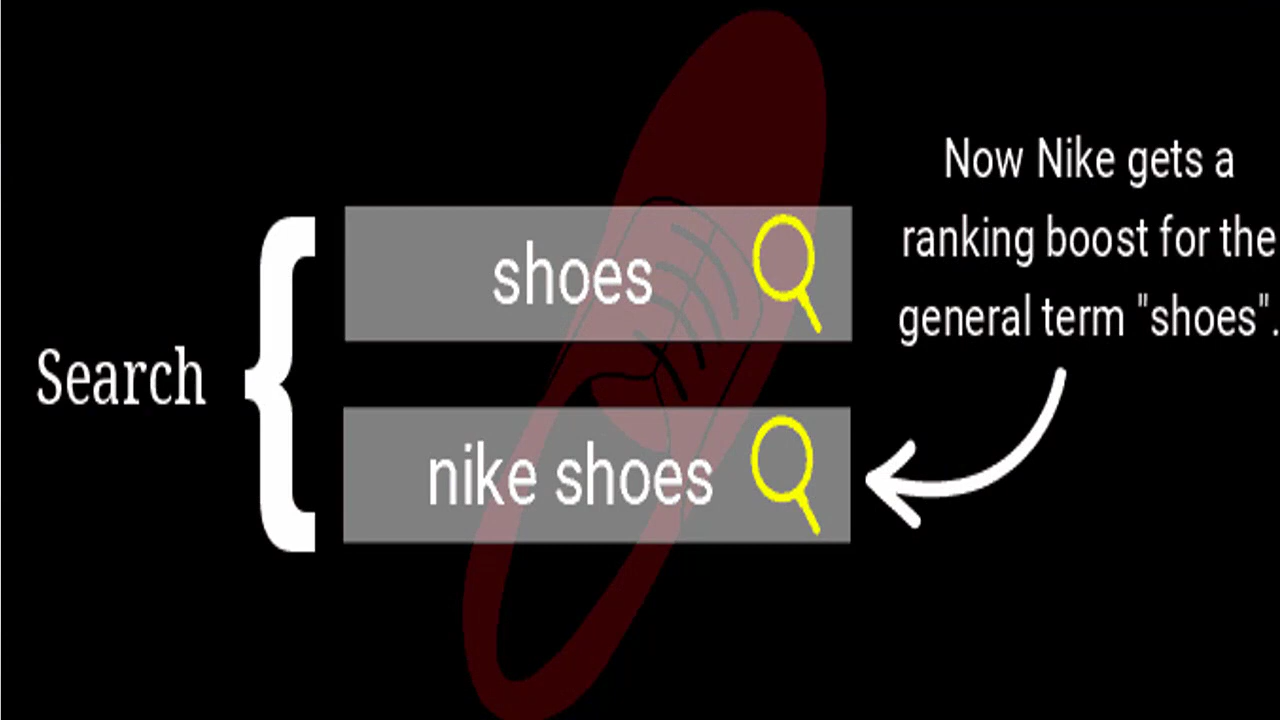 Search
shoes
nike shoes
Now Nike gets a
ranking boost for the
general term "shoes".